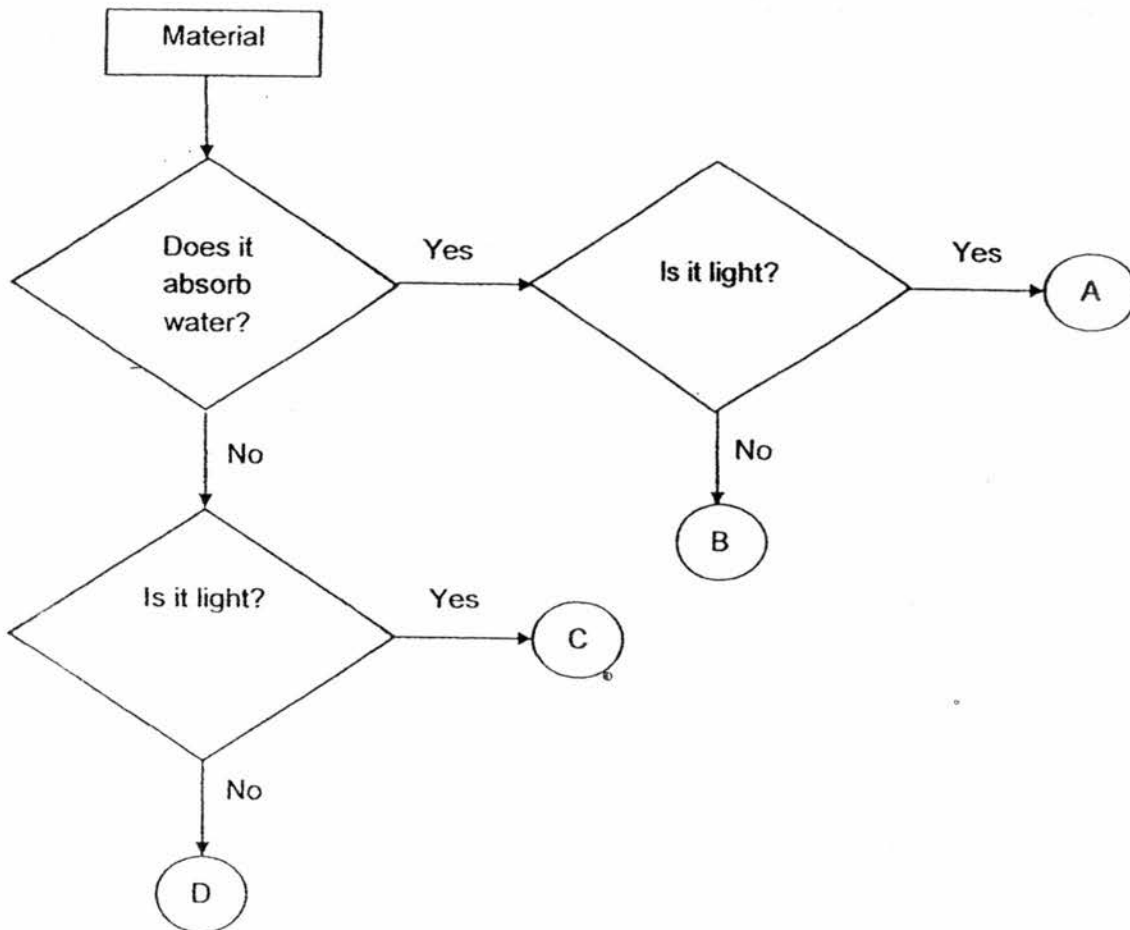 Material
Does it
absorb
water?
Yes
Is it light?
Yes
A
No
B
No
Is it light?
Yes
C
No
D